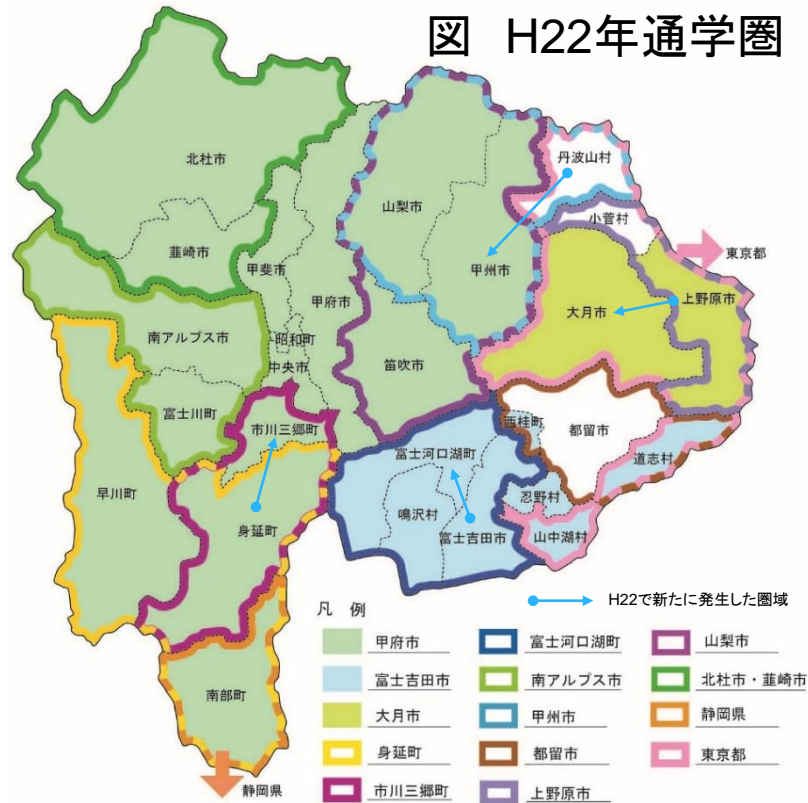 図 H22年通学圏
丹波山村
北杜市
山梨市
小菅村
韮崎市
甲斐市
甲州市
東京都
甲府市
上野原市
大月市
南アルプス市
昭和町
中央市
笛吹市
富士川町
市川三郷町
西桂町
都留市
富士河口湖町
道志村
早川町
忍野村
鳴沢村
身延町
富士吉田市
山中湖村
H22で新たに発生した圏域
凡 例
甲府市
富士河口湖町
山梨市
富士吉田市
南アルプス市
北杜市・韮崎市
大月市
甲州市
静岡県
身延町
都留市
東京都
市川三郷町
上野原市
南部町
静岡県